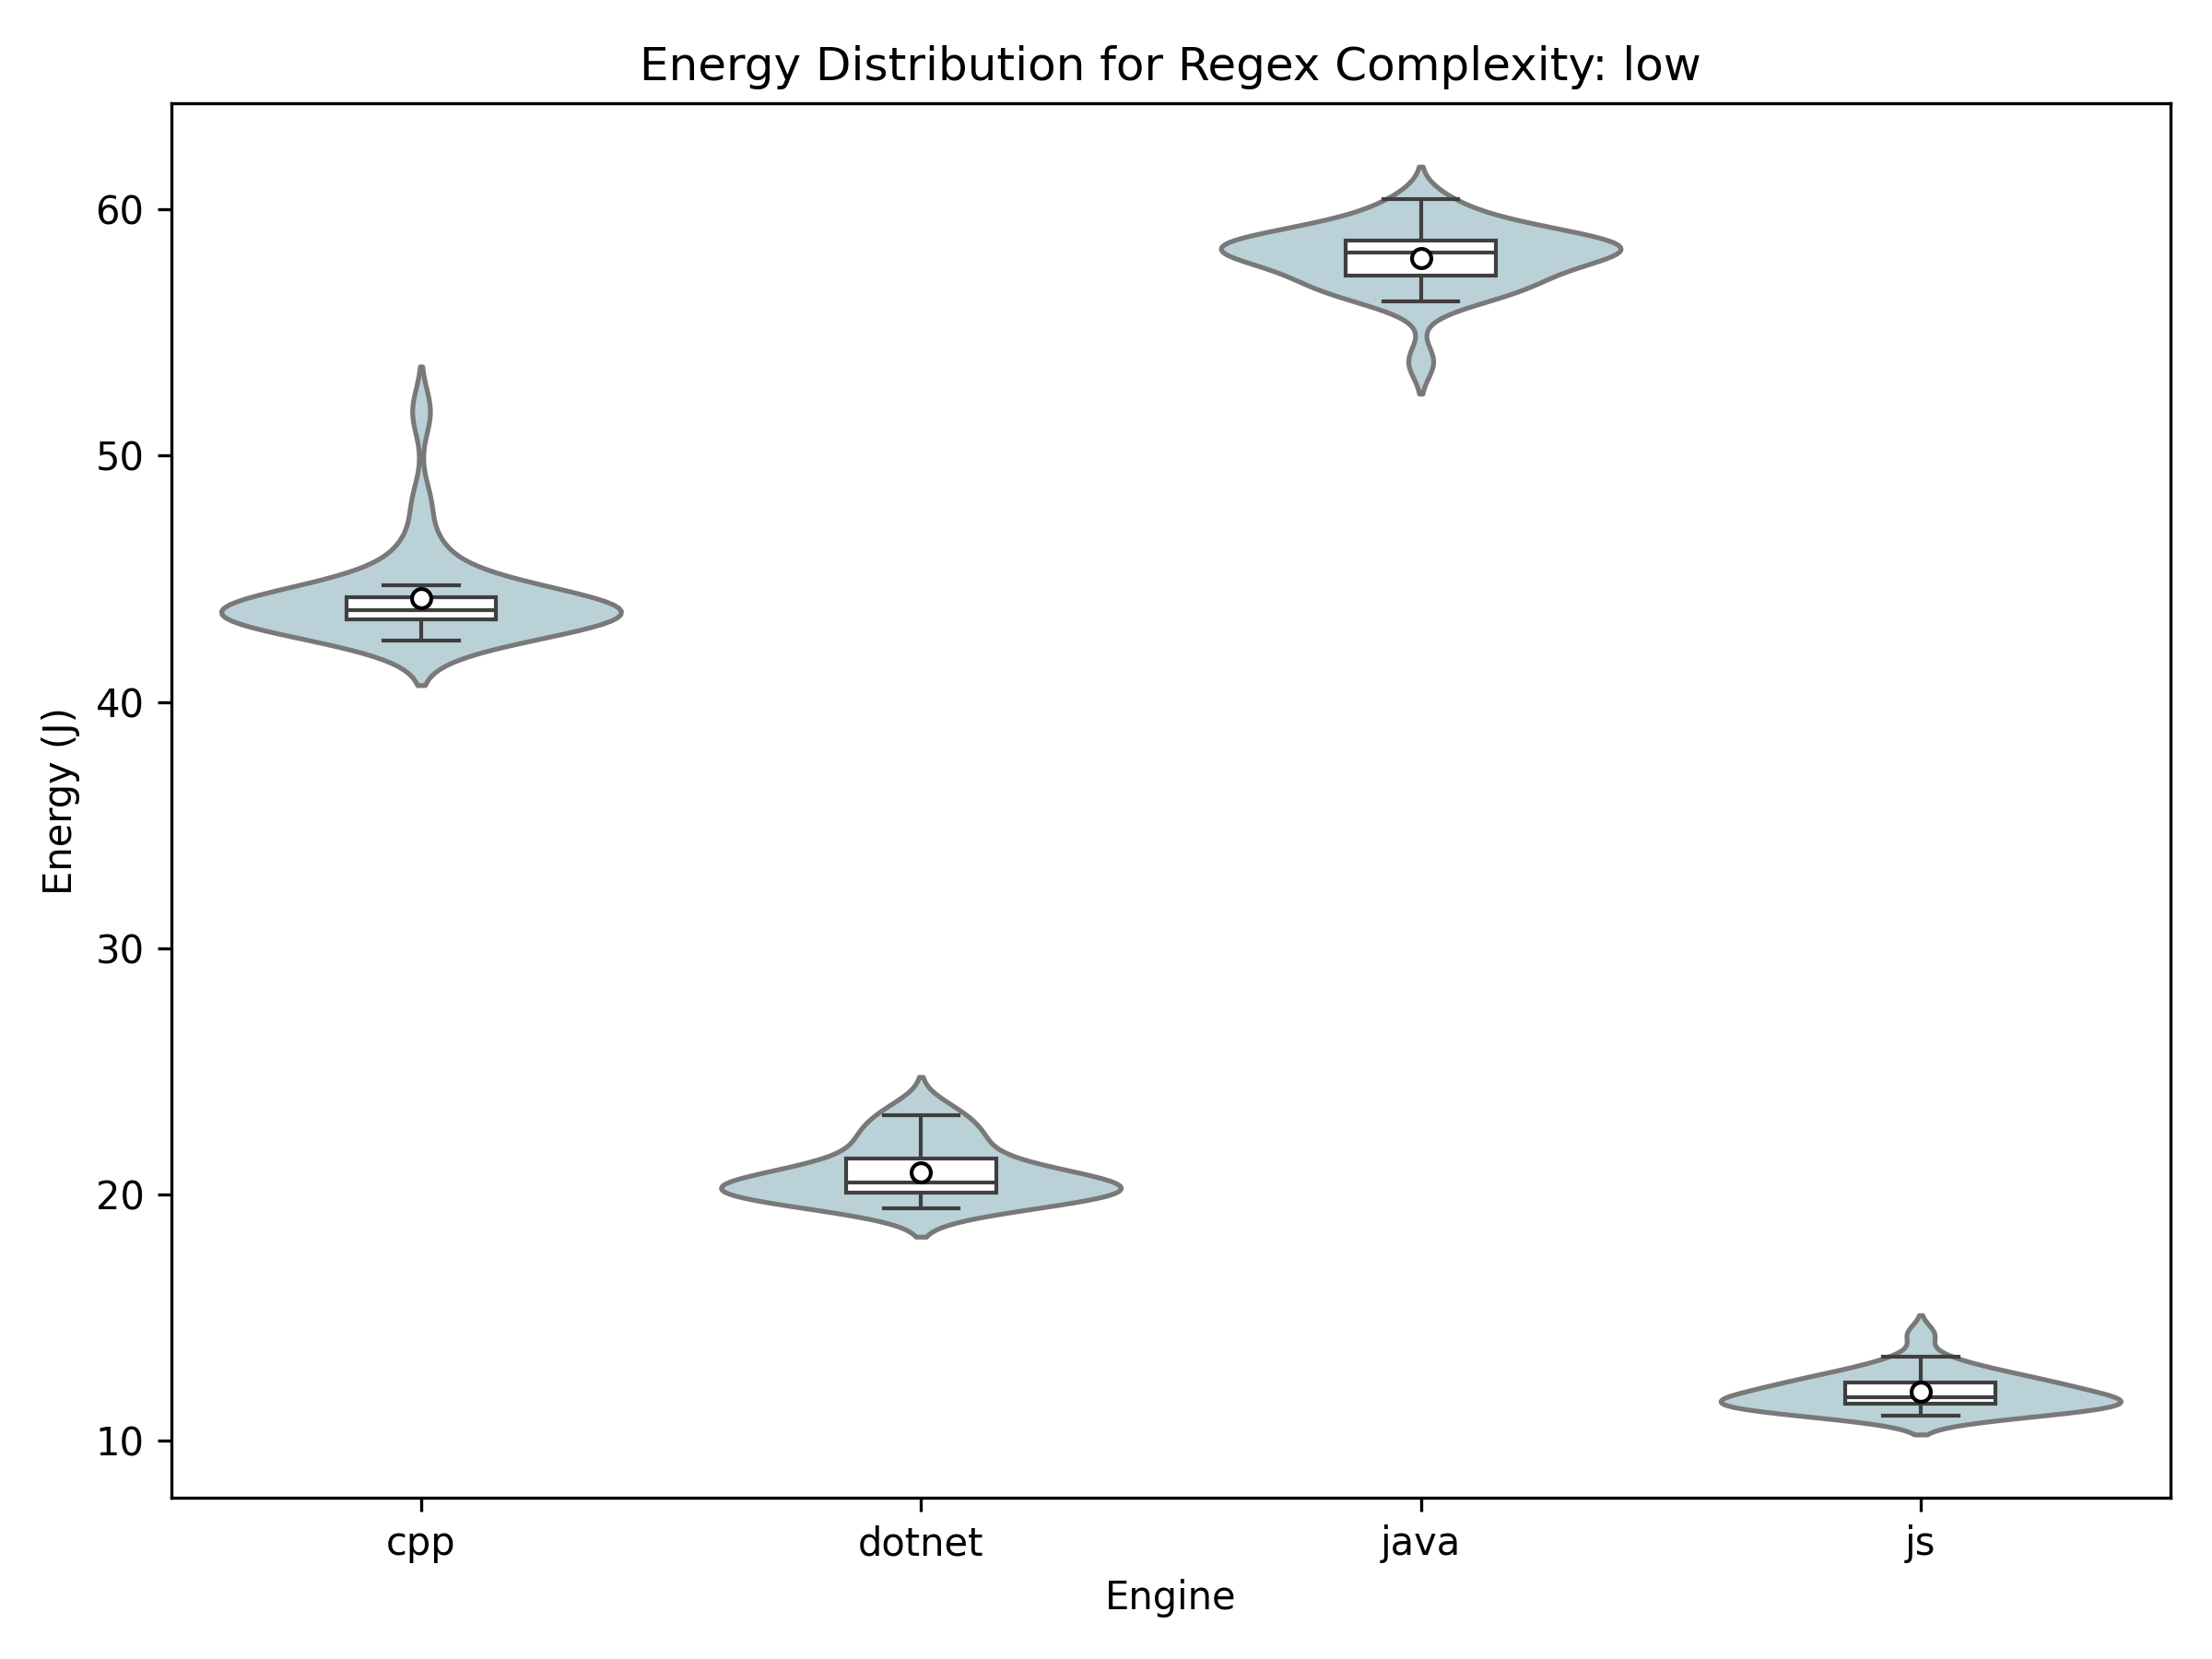 Energy Distribution for Regex Complexity: low
60
50
40
30
20
10
Energy (J)
cpp
dotnet
java
js
Engine